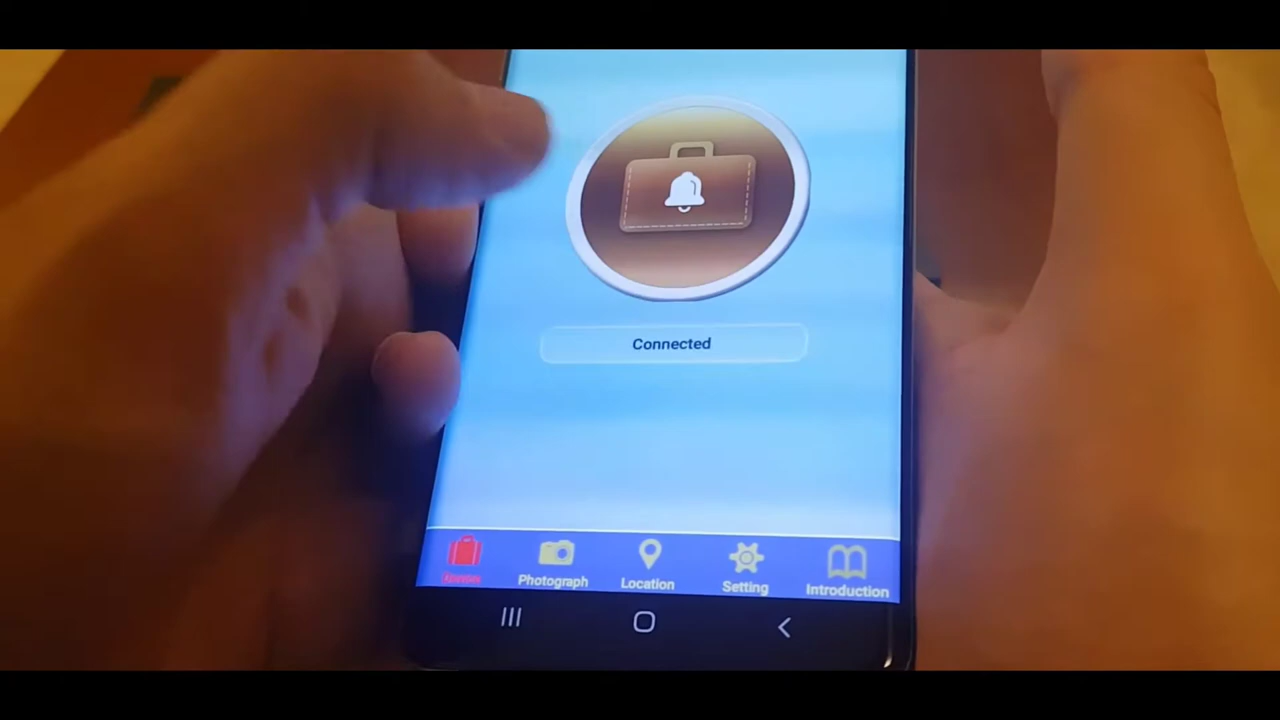 Connected
Photograph
Location
Setting
Introduction